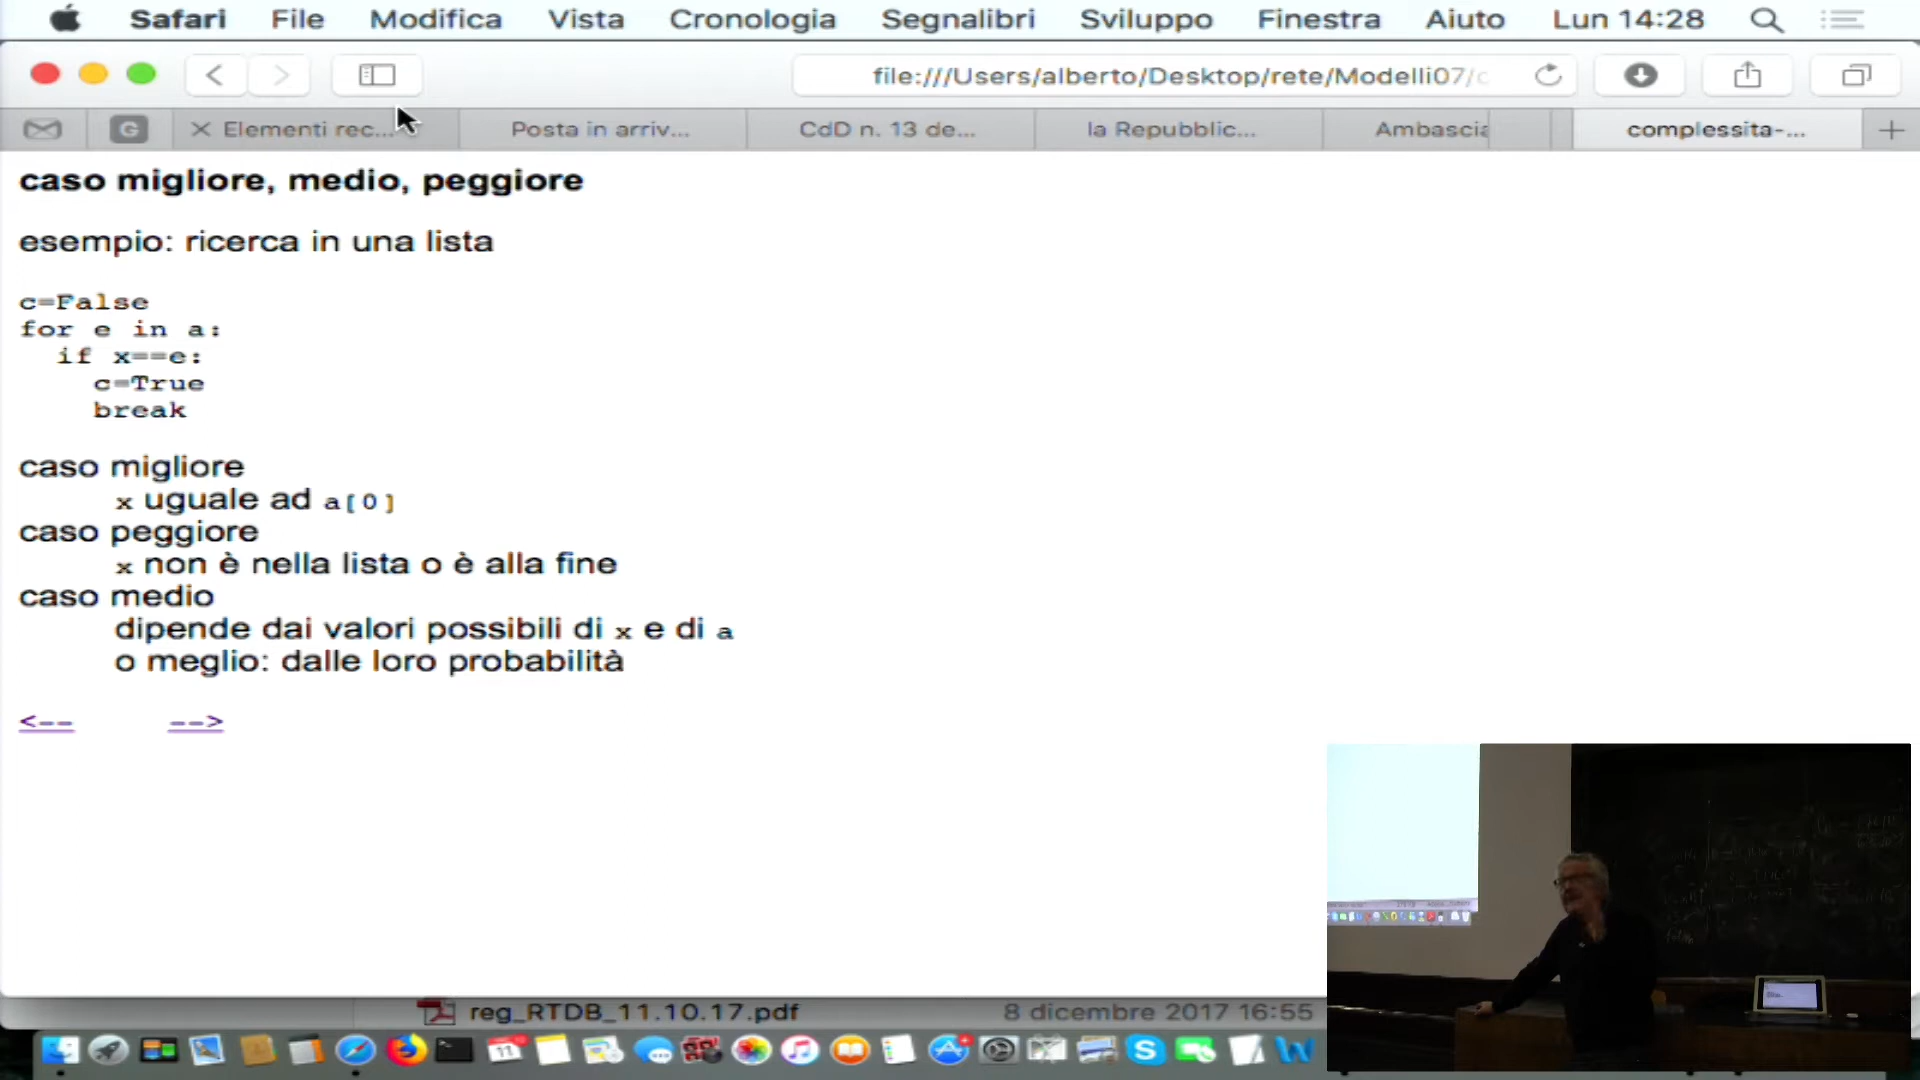 Safari File Modifica Vista Cronologia Segnalibri Sviluppo Finestra Aiuto Lun 14:28
file:///Users/alberto/Desktop/rete/Modelli07/c
G Elementi rec... Posta in arriv... CdD n. 13 de... la Repubblic... Ambascia complessita-...
caso migliore, medio, peggiore
esempio: ricerca in una lista
c=False
for e in a:
if x==e:
c=True
break
caso migliore
x uguale ad a[0]
caso peggiore
x non è nella lista o è alla fine
caso medio
dipende dai valori possibili di x e di a
o meglio: dalle loro probabilità
<-- -->
reg_RTDB_11.10.17.pdf 8 dicembre 2017 16:55